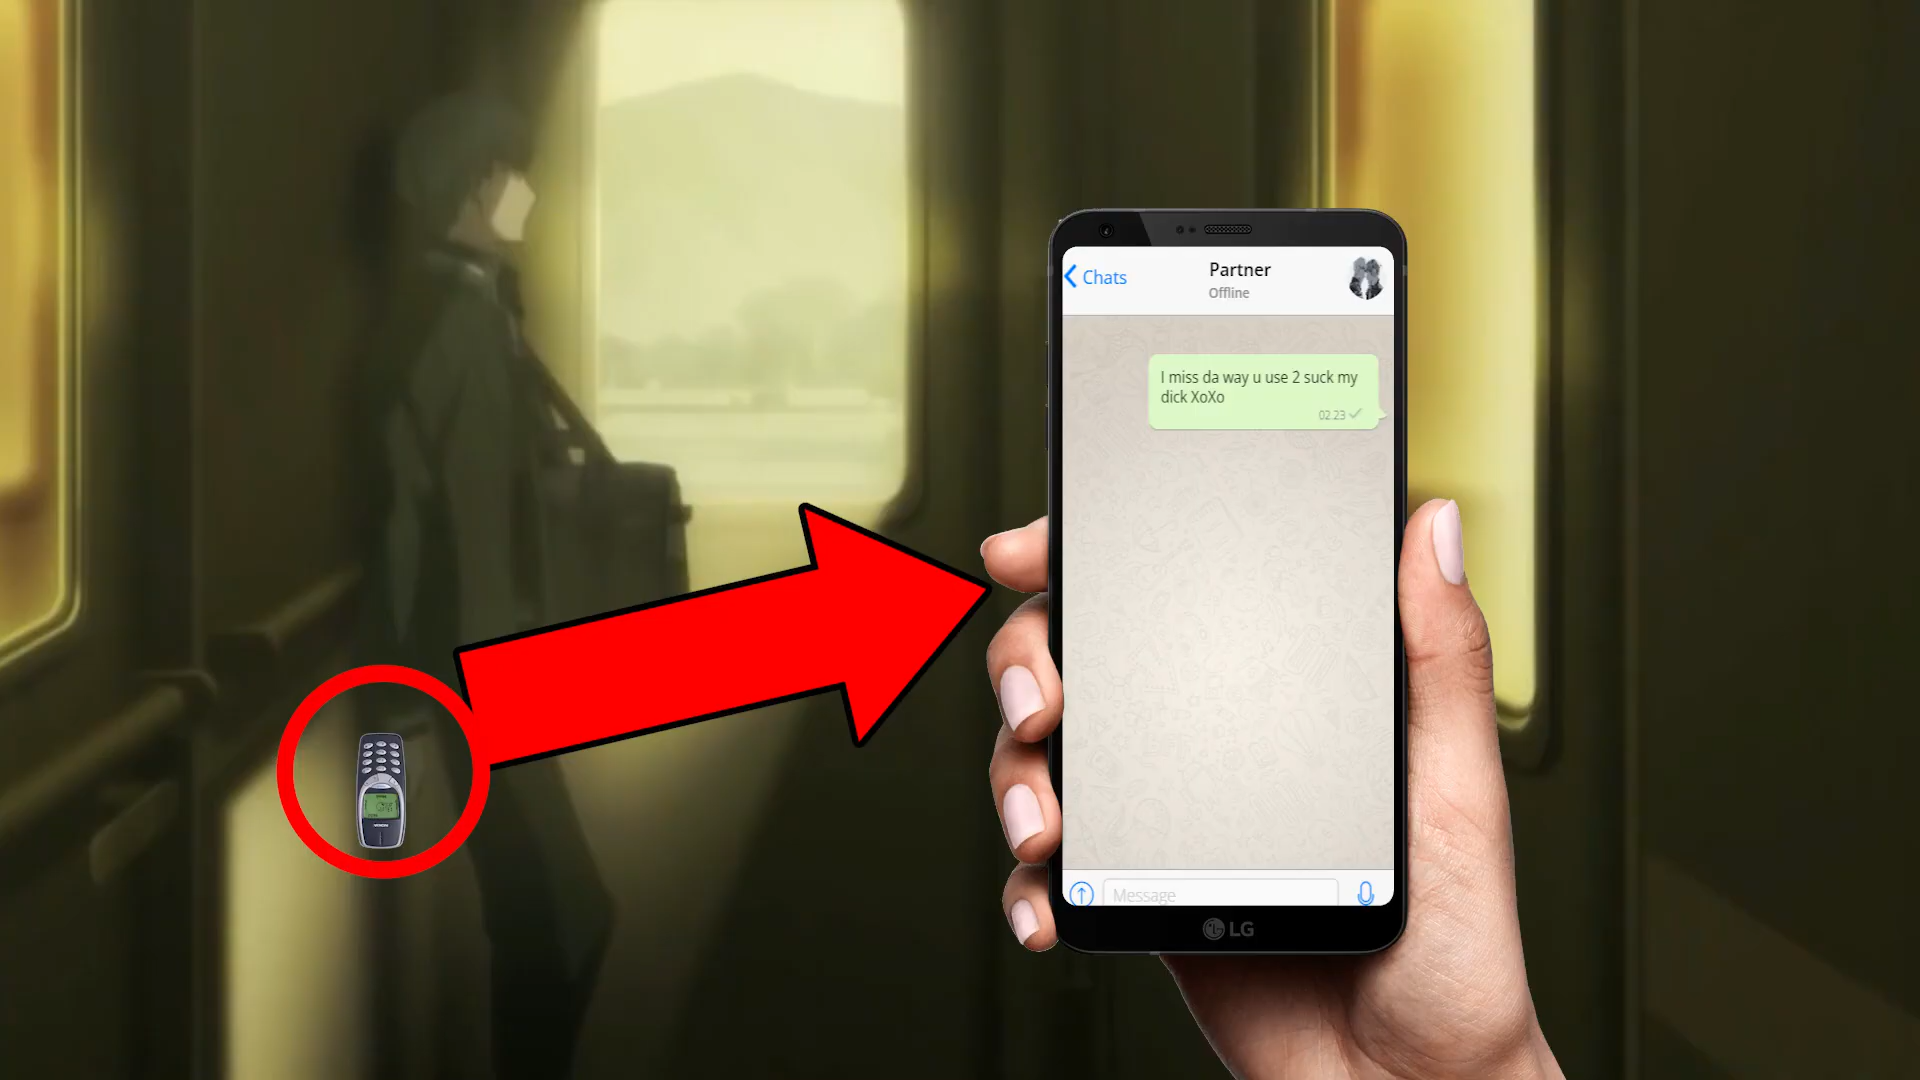 Chats
Partner
Offline
I miss da way u use 2 suck my
dick XoXo
02.23
Message
LG